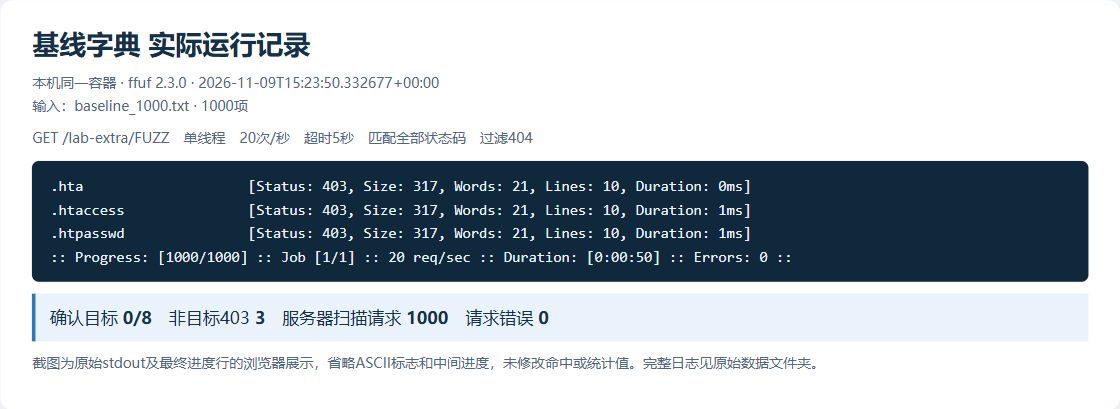 基线字典 实际运行记录
本机同一容器 · ffuf 2.3.0 · 2026-11-09T15:23:50.332677+00:00
输入：baseline_1000.txt · 1000项
GET /lab-extra/FUZZ 单线程 20次/秒 超时5秒 匹配全部状态码 过滤404
.hta [Status: 403, Size: 317, Words: 21, Lines: 10, Duration: 0ms]
.htaccess [Status: 403, Size: 317, Words: 21, Lines: 10, Duration: 1ms]
.htpasswd [Status: 403, Size: 317, Words: 21, Lines: 10, Duration: 1ms]
:: Progress: [1000/1000] :: Job [1/1] :: 20 req/sec :: Duration: [0:00:50] :: Errors: 0 ::
确认目标 0/8 非目标403 3 服务器扫描请求 1000 请求错误 0
截图为原始stdout及最终进度行的浏览器展示，省略ASCII标志和中间进度，未修改命中或统计值。完整日志见原始数据文件夹。